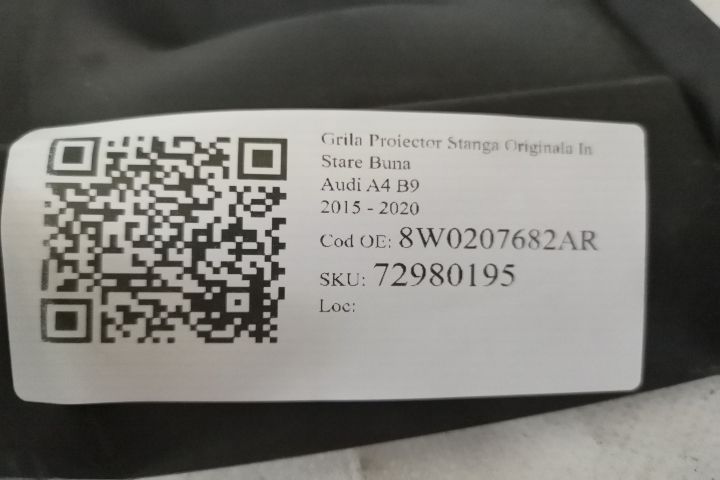 Grila Proiector Stanga Originala In
Stare Buna
Audi A4 B9
2015 - 2020
Cod OE: 8W0207682AR
SKU: 72980195
Loc: